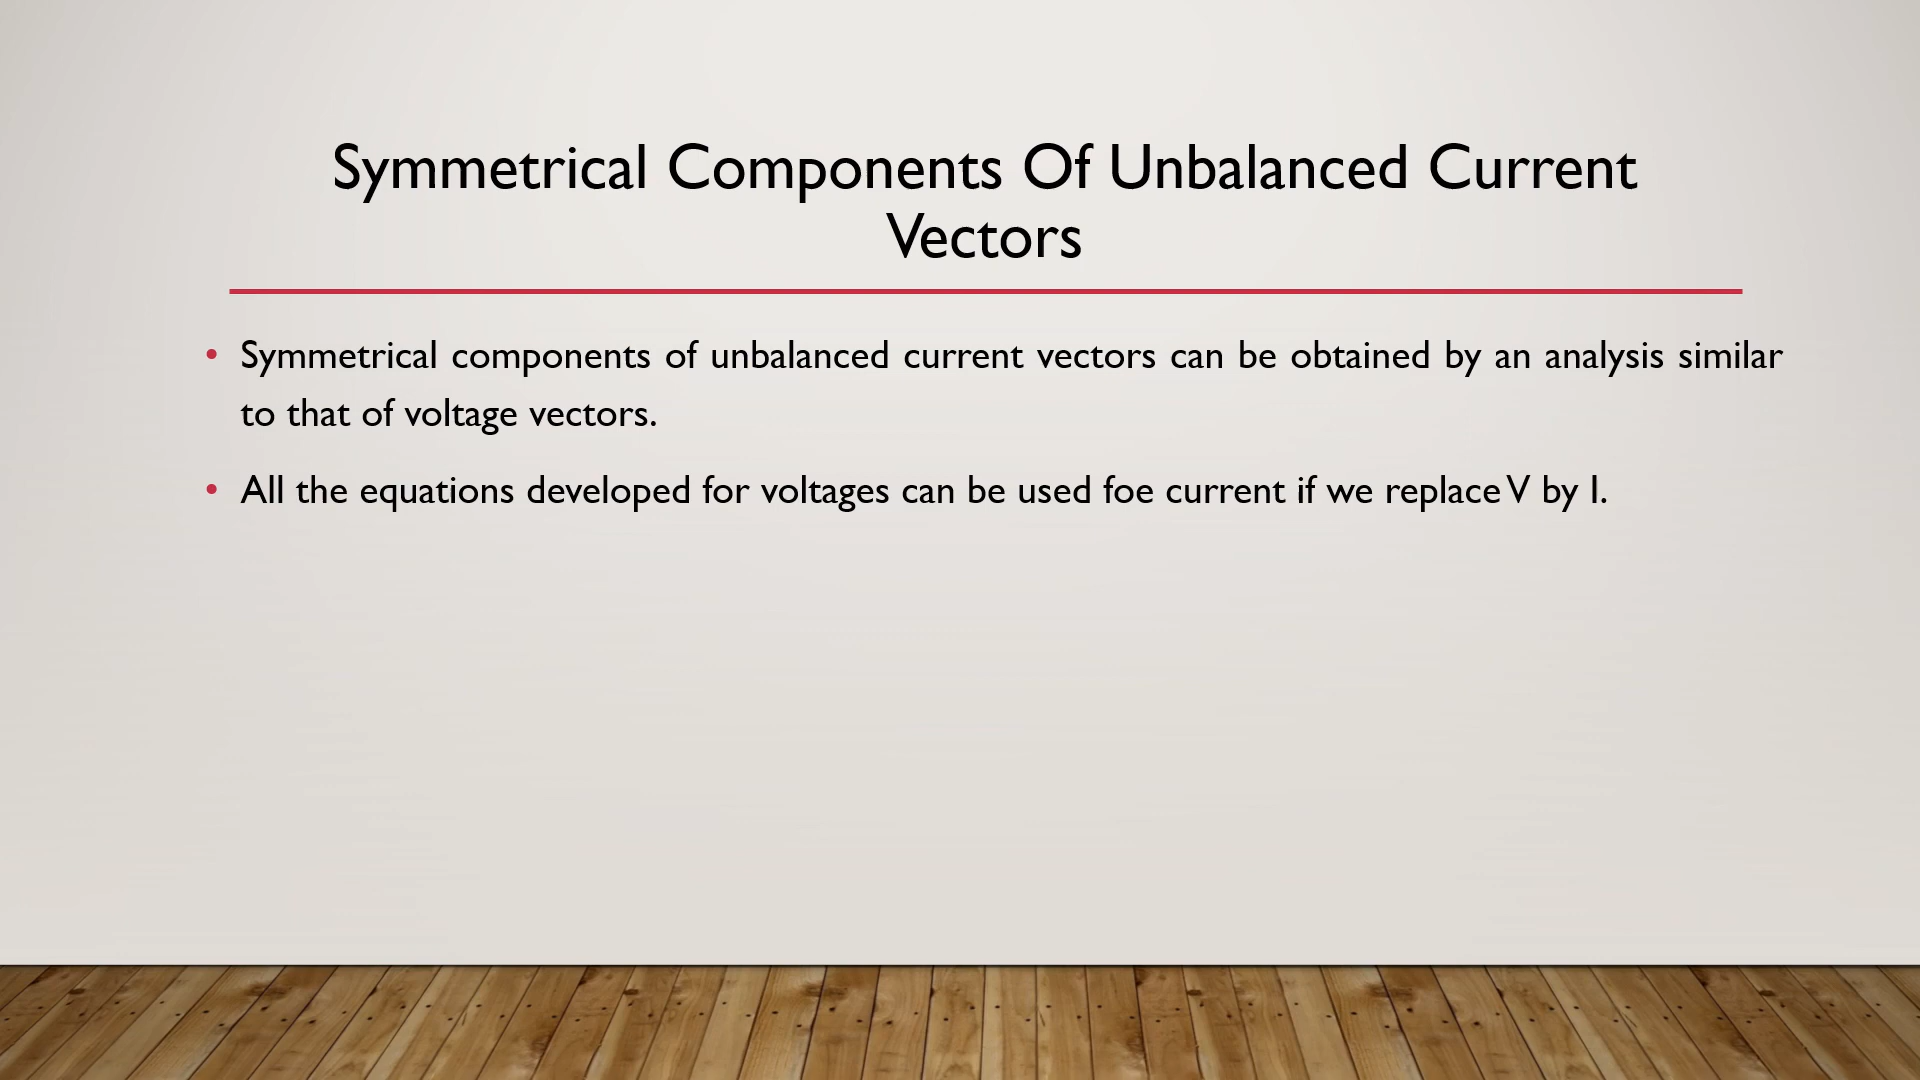 Symmetrical Components Of Unbalanced Current
Vectors
• Symmetrical components of unbalanced current vectors can be obtained by an analysis similar
to that of voltage vectors.
• All the equations developed for voltages can be used foe current if we replace V by I.